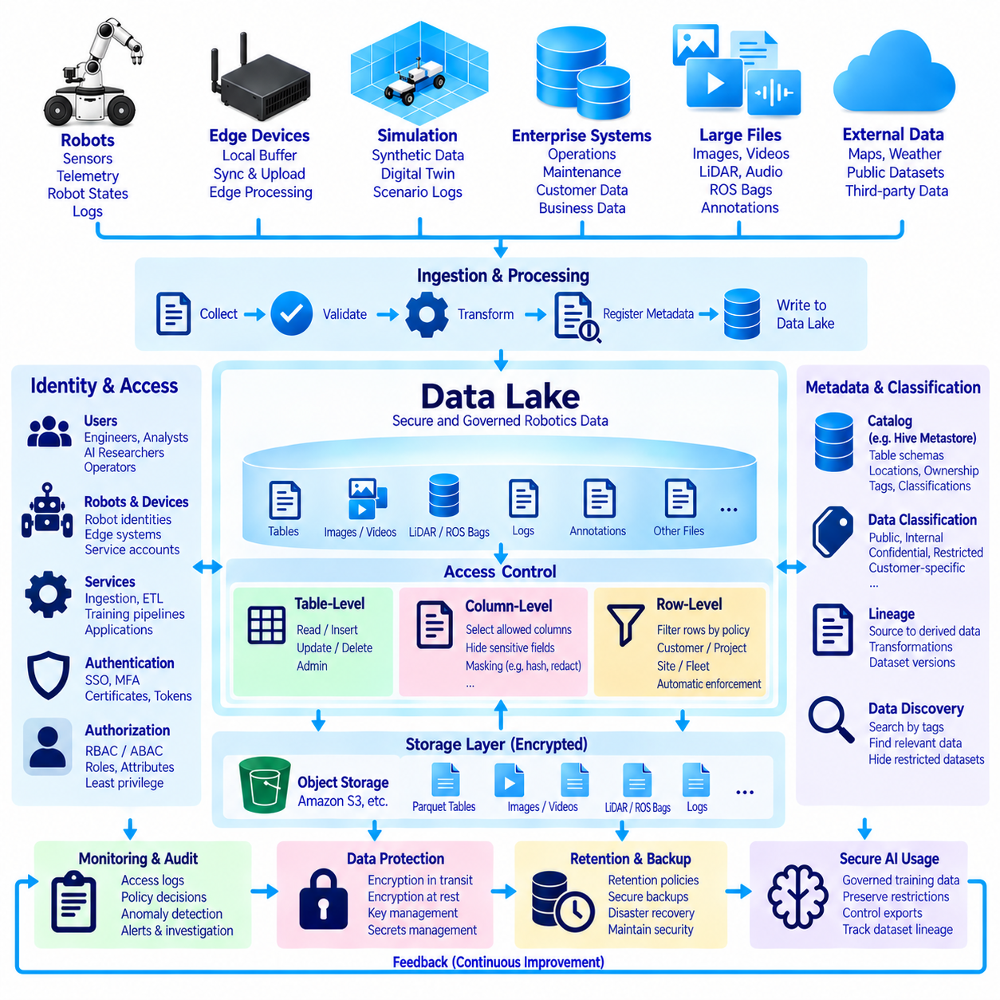 Robots
Sensors
Telemetry
Robot States
Logs
Edge Devices
Local Buffer
Sync & Upload
Edge Processing
Simulation
Synthetic Data
Digital Twin
Scenario Logs
Enterprise Systems
Operations
Maintenance
Customer Data
Business Data
Large Files
Images, Videos
LiDAR, Audio
ROS Bags
Annotations
External Data
Maps, Weather
Public Datasets
Third-party Data
Ingestion & Processing
Collect
Validate
Transform
Register Metadata
Write to
Data Lake
Identity & Access
Users
Engineers, Analysts
AI Researchers
Operators
Robots & Devices
Robot identities
Edge systems
Service accounts
Services
Ingestion, ETL
Training pipelines
Applications
Authentication
SSO, MFA
Certificates, Tokens
Authorization
RBAC / ABAC
Roles, Attributes
Least privilege
Data Lake
Secure and Governed Robotics Data
Tables
Images / Videos
LiDAR / ROS Bags
Logs
Annotations
Other Files
...
Access Control
Table-Level
Read / Insert
Update / Delete
Admin
Column-Level
Select allowed columns
Hide sensitive fields
Masking (e.g, hash, redact)
...
Row-Level
Filter rows by policy
Customer / Project
Site / Fleet
Automatic enforcement
Storage Layer (Encrypted)
Object Storage
Amazon S3, etc.
Parquet Tables
Images / Videos
LiDAR / ROS Bags
Logs
...
Metadata & Classification
Catalog
(e.g. Hive Metastore)
Table schemas
Locations, Ownership
Tags, Classifications
Data Classification
Public, Internal
Confidential, Restricted
Customer-specific
...
Lineage
Source to derived data
Transformations
Dataset versions
Data Discovery
Search by tags
Find relevant data
Hide restricted datasets
Monitoring & Audit
Access logs
Policy decisions
Anomaly detection
Alerts & investigation
Data Protection
Encryption in transit
Encryption at rest
Key management
Secrets management
Retention & Backup
Retention policies
Secure backups
Disaster recovery
Maintain security
Secure AI Usage
Governed training data
Preserve restrictions
Control exports
Track dataset lineage
Feedback (Continuous Improvement)